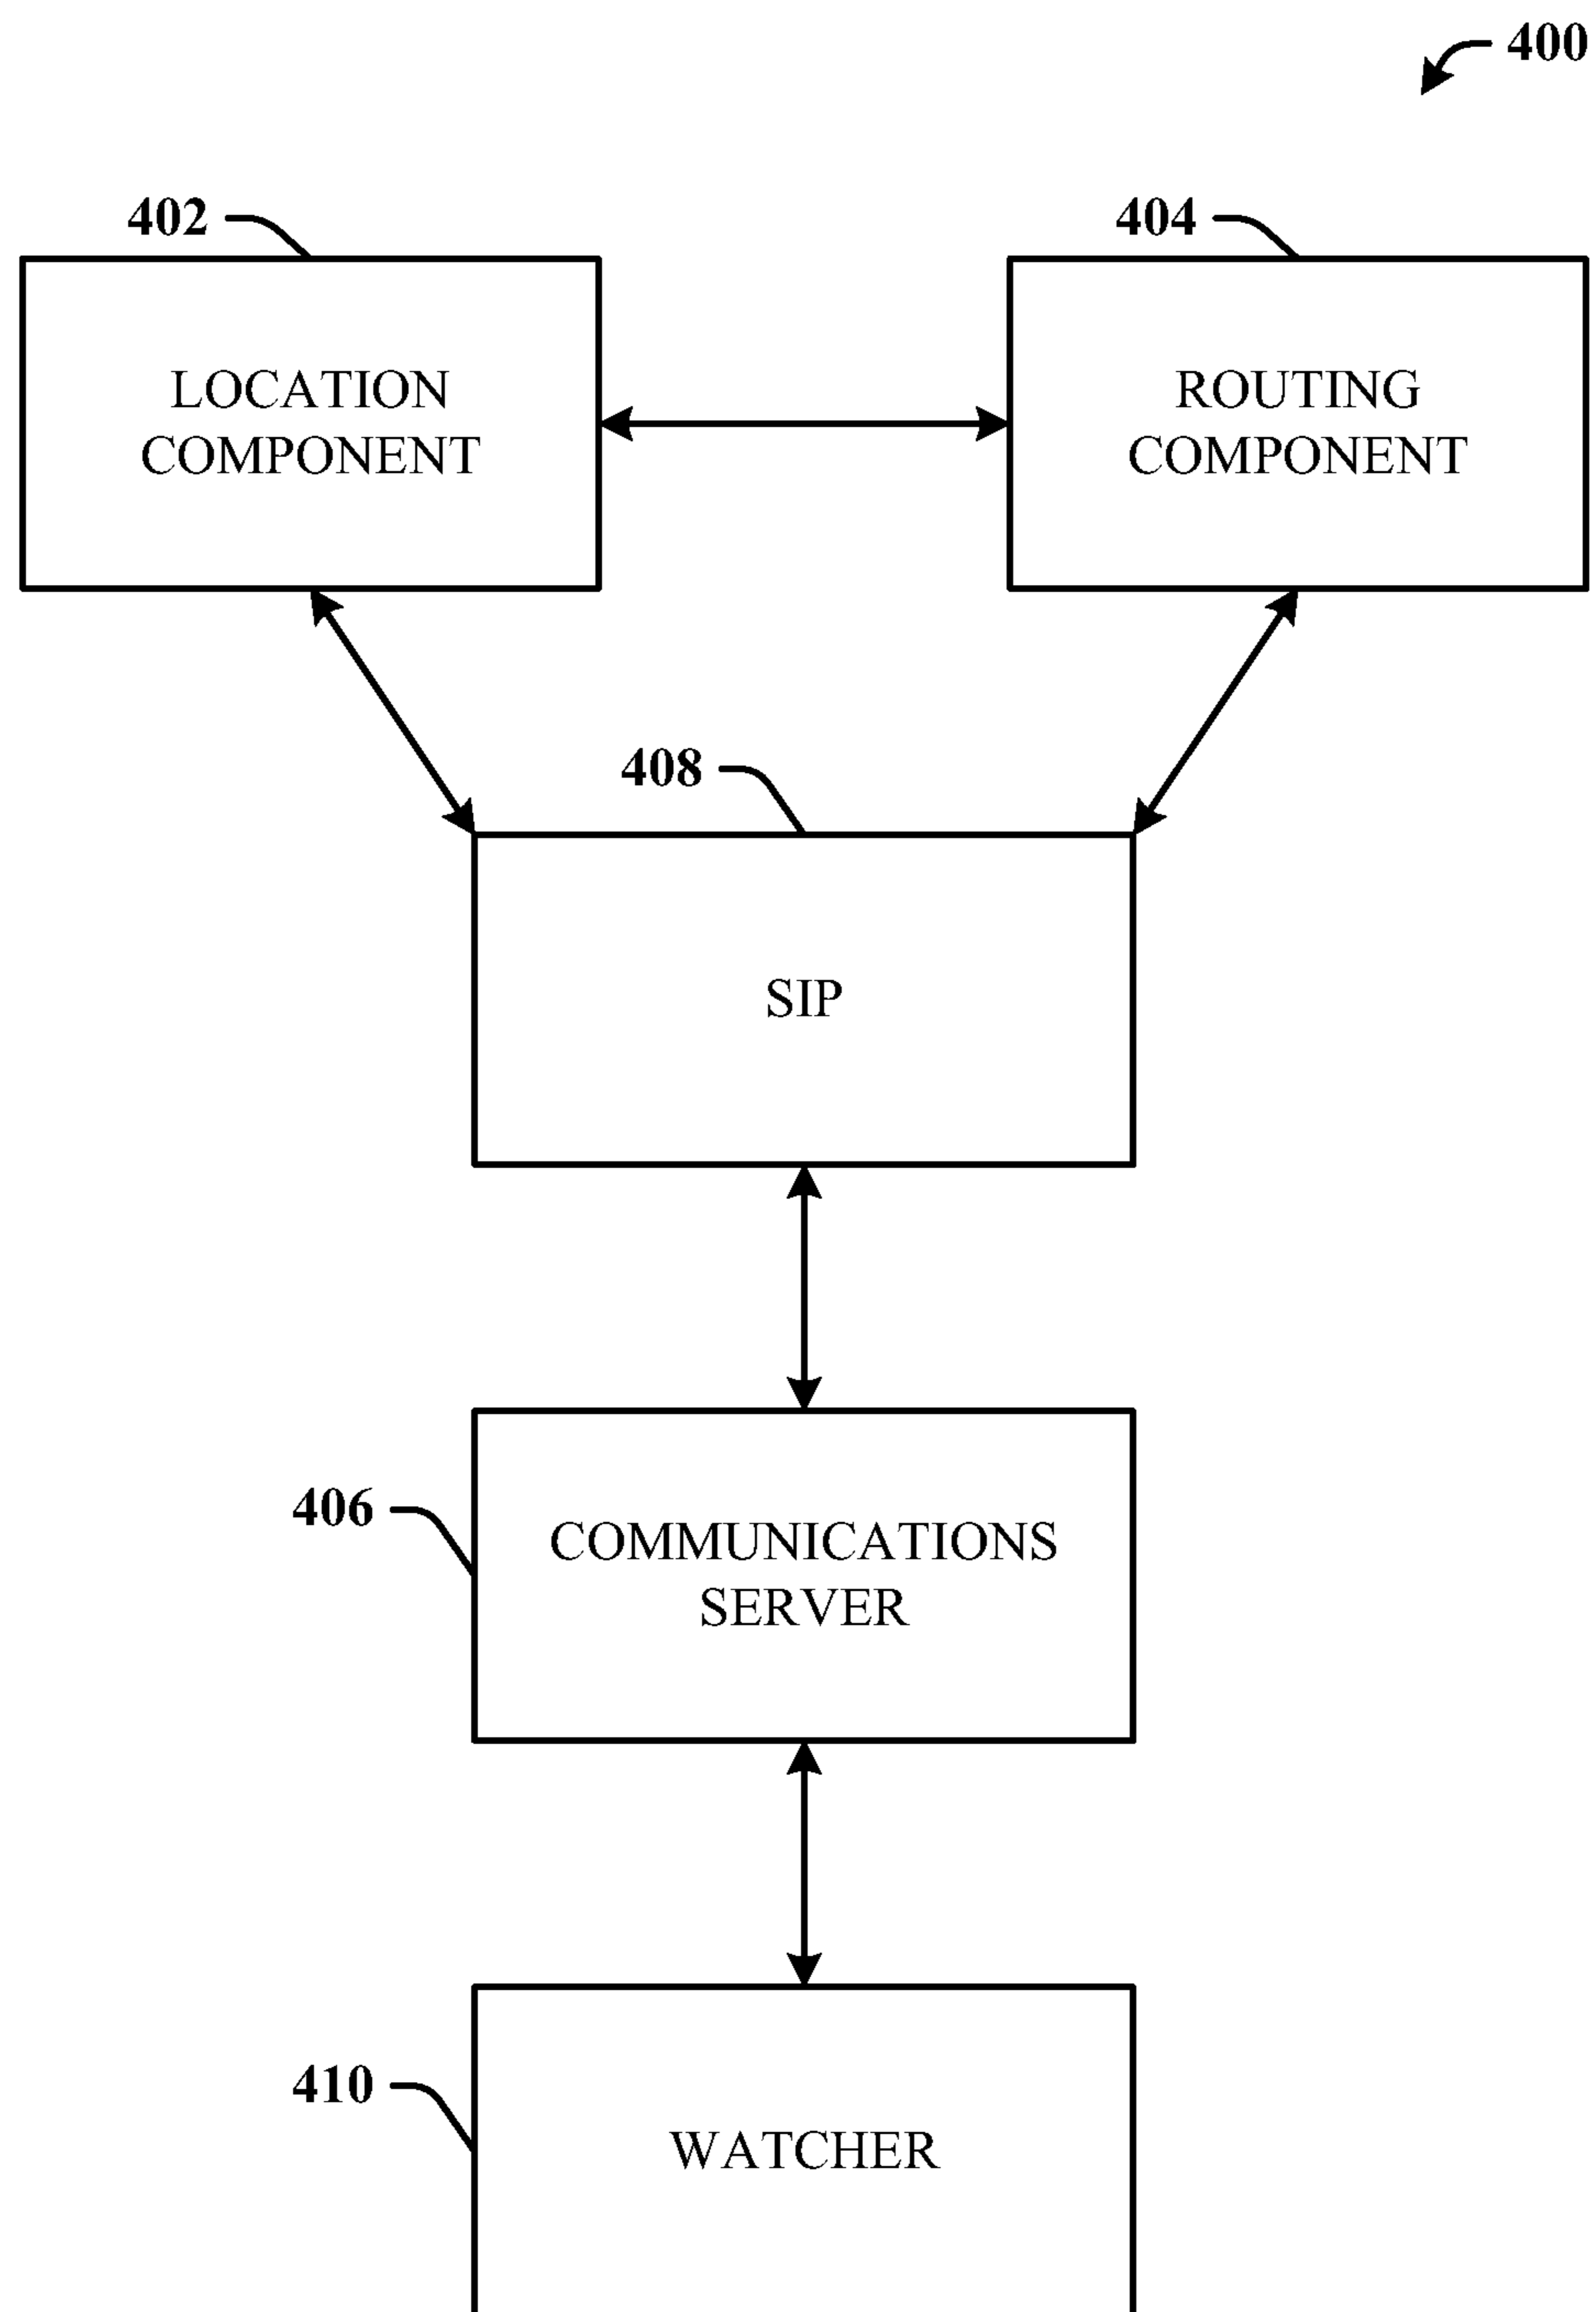 400
402
404
LOCATION
COMPONENT
ROUTING
COMPONENT
408
SIP
406
COMMUNICATIONS
SERVER
410
WATCHER